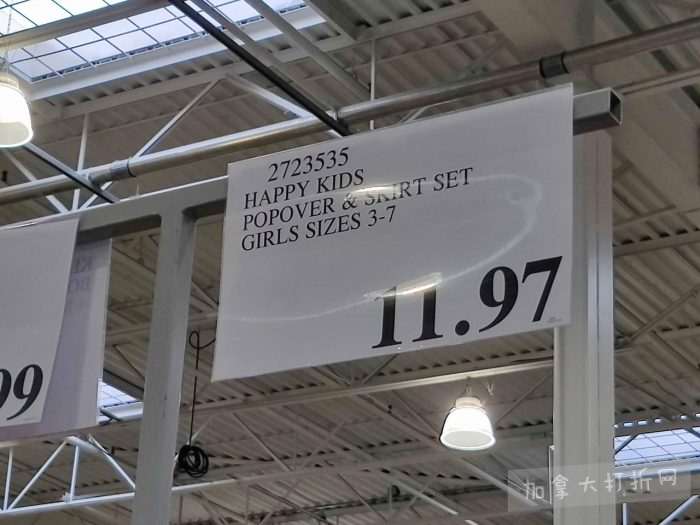 2723535
HAPPY KIDS
POPOVER & SKIRT SET
GIRLS SIZES 3-7
11.97
99
加拿大打折网